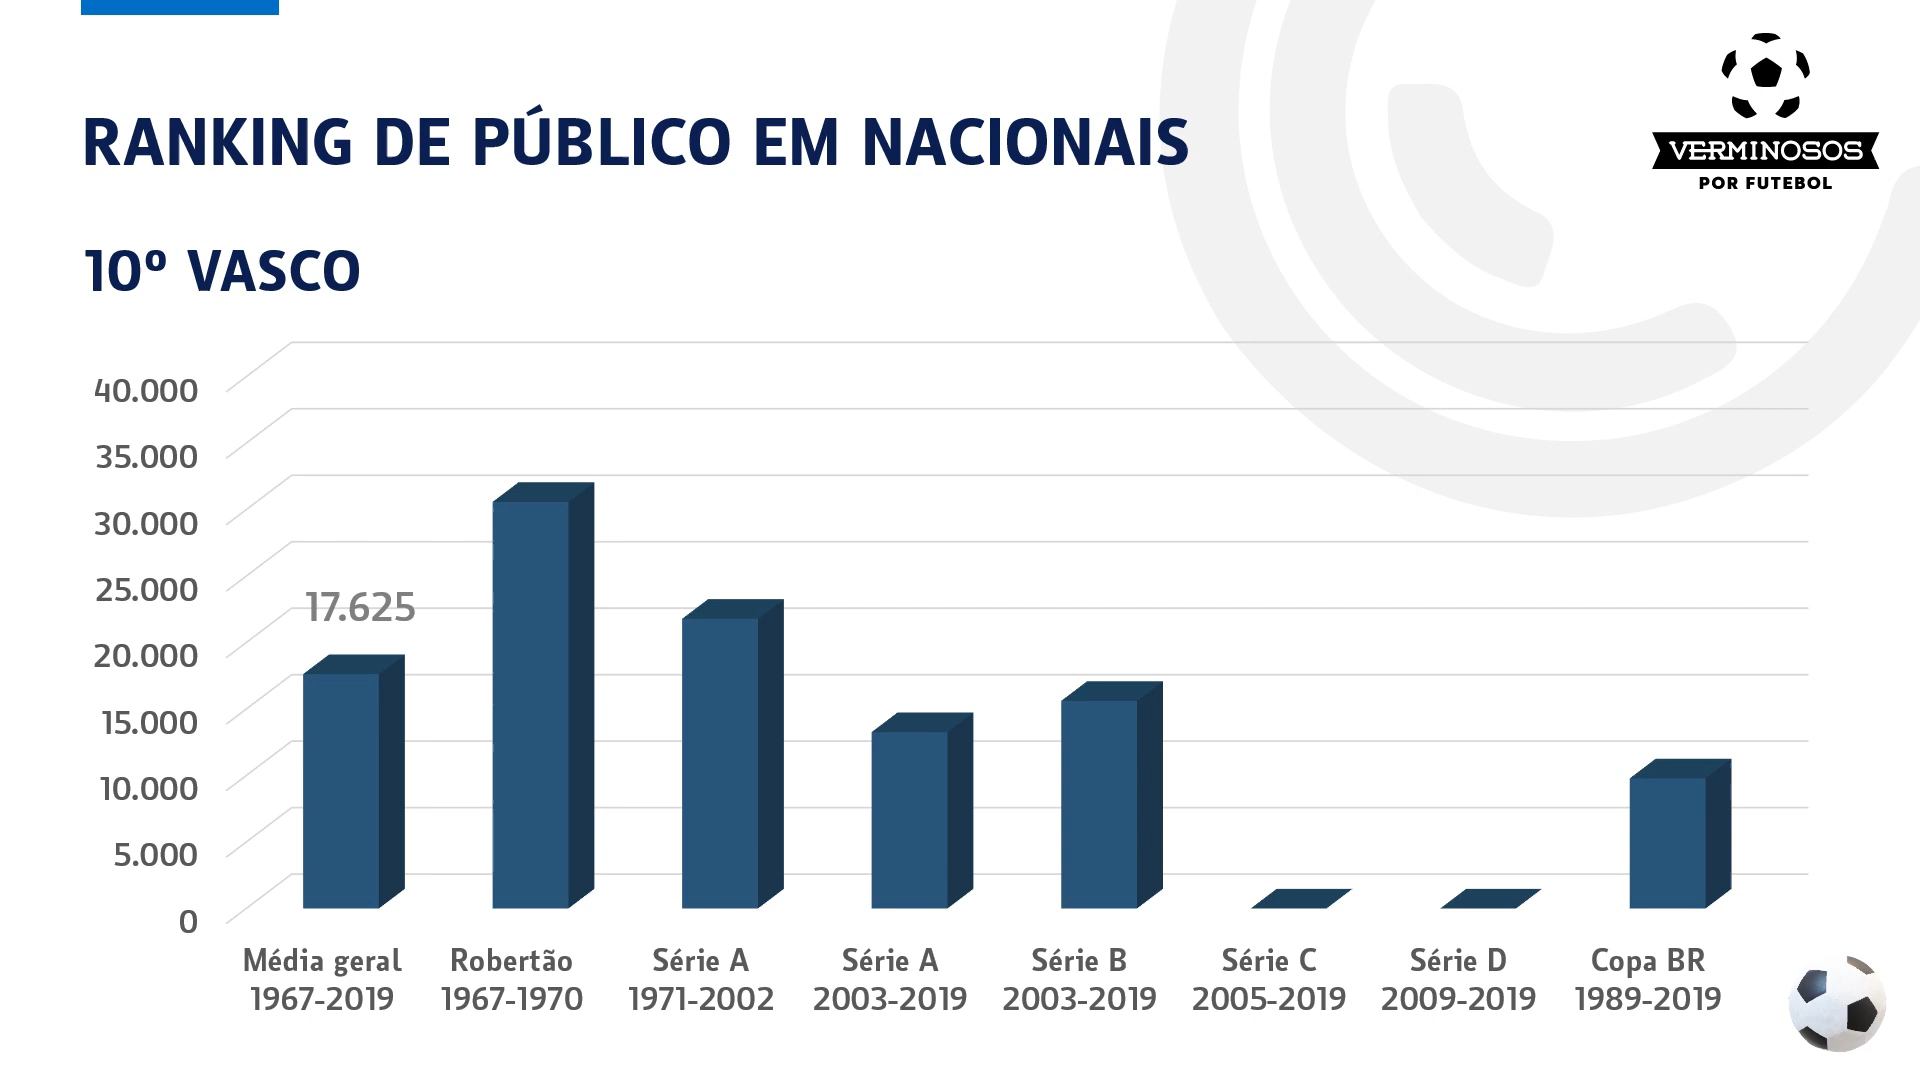 RANKING DE PÚBLICO EM NACIONAIS
VERMINOSOS
POR FUTEBOL
10º VASCO
40.000
35.000
30.000
25.000
20.000
15.000
10.000
5.000
0
17.625
Média geral
1967-2019
Robertão
1967-1970
Série A
1971-2002
Série A
2003-2019
Série B
2003-2019
Série C
2005-2019
Série D
2009-2019
Copa BR
1989-2019